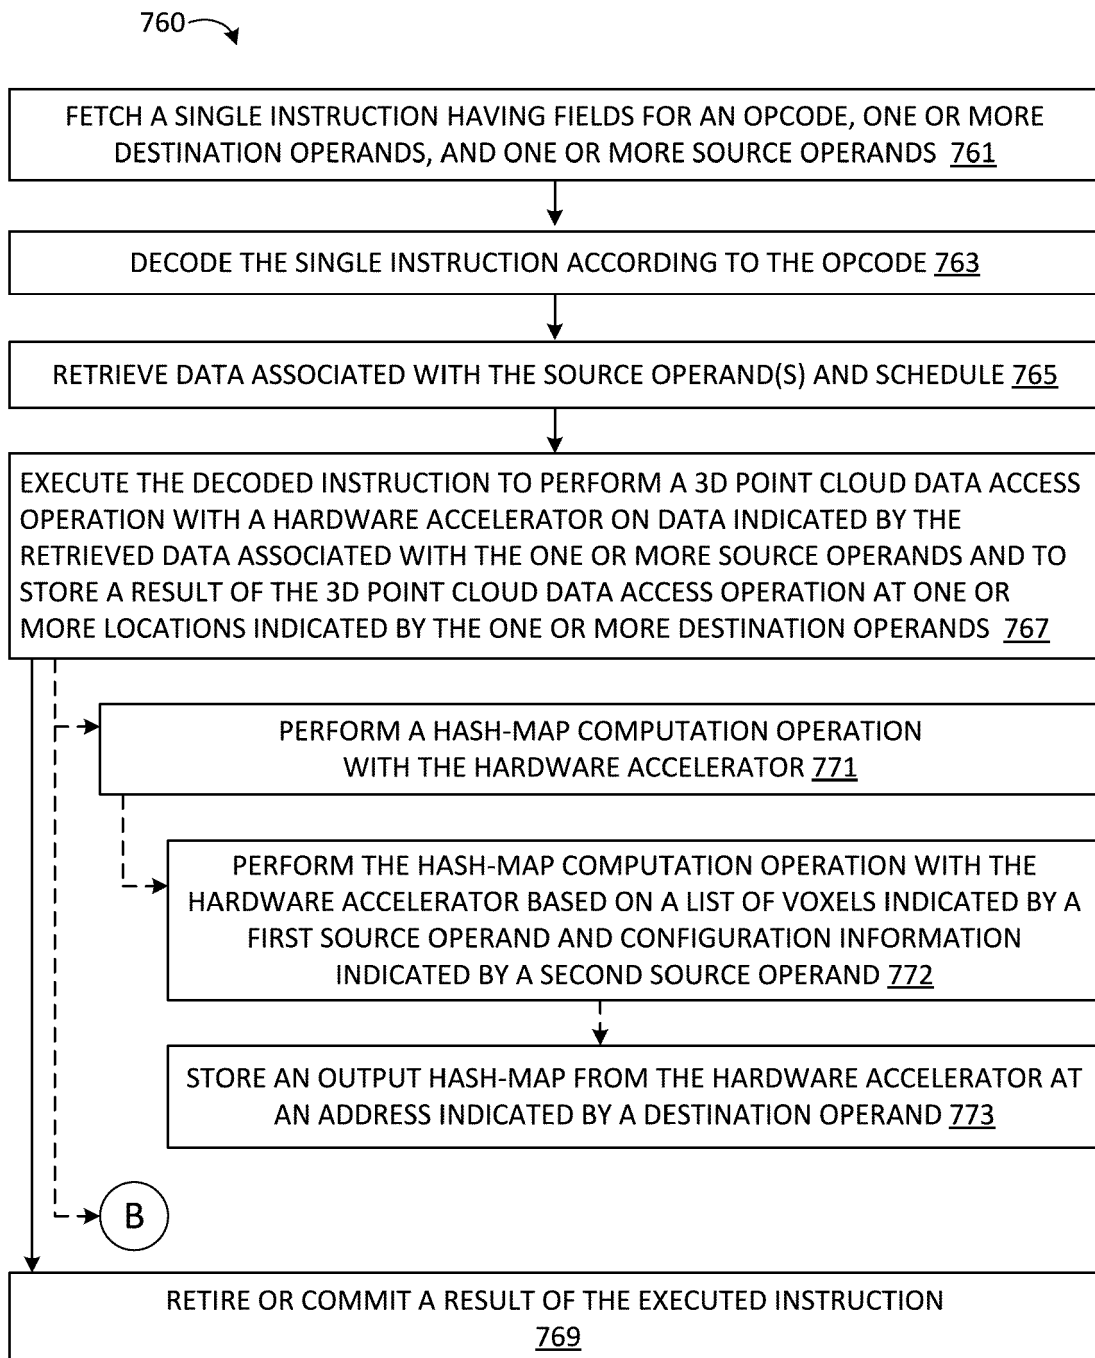 760
FETCH A SINGLE INSTRUCTION HAVING FIELDS FOR AN OPCODE, ONE OR MORE
DESTINATION OPERANDS, AND ONE OR MORE SOURCE OPERANDS 761
DECODE THE SINGLE INSTRUCTION ACCORDING TO THE OPCODE 763
RETRIEVE DATA ASSOCIATED WITH THE SOURCE OPERAND(S) AND SCHEDULE 765
EXECUTE THE DECODED INSTRUCTION TO PERFORM A 3D POINT CLOUD DATA ACCESS
OPERATION WITH A HARDWARE ACCELERATOR ON DATA INDICATED BY THE
RETRIEVED DATA ASSOCIATED WITH THE ONE OR MORE SOURCE OPERANDS AND TO
STORE A RESULT OF THE 3D POINT CLOUD DATA ACCESS OPERATION AT ONE OR
MORE LOCATIONS INDICATED BY THE ONE OR MORE DESTINATION OPERANDS 767
PERFORM A HASH-MAP COMPUTATION OPERATION
WITH THE HARDWARE ACCELERATOR 771
PERFORM THE HASH-MAP COMPUTATION OPERATION WITH THE
HARDWARE ACCELERATOR BASED ON A LIST OF VOXELS INDICATED BY A
FIRST SOURCE OPERAND AND CONFIGURATION INFORMATION
INDICATED BY A SECOND SOURCE OPERAND 772
STORE AN OUTPUT HASH-MAP FROM THE HARDWARE ACCELERATOR AT
AN ADDRESS INDICATED BY A DESTINATION OPERAND 773
B
RETIRE OR COMMIT A RESULT OF THE EXECUTED INSTRUCTION
769